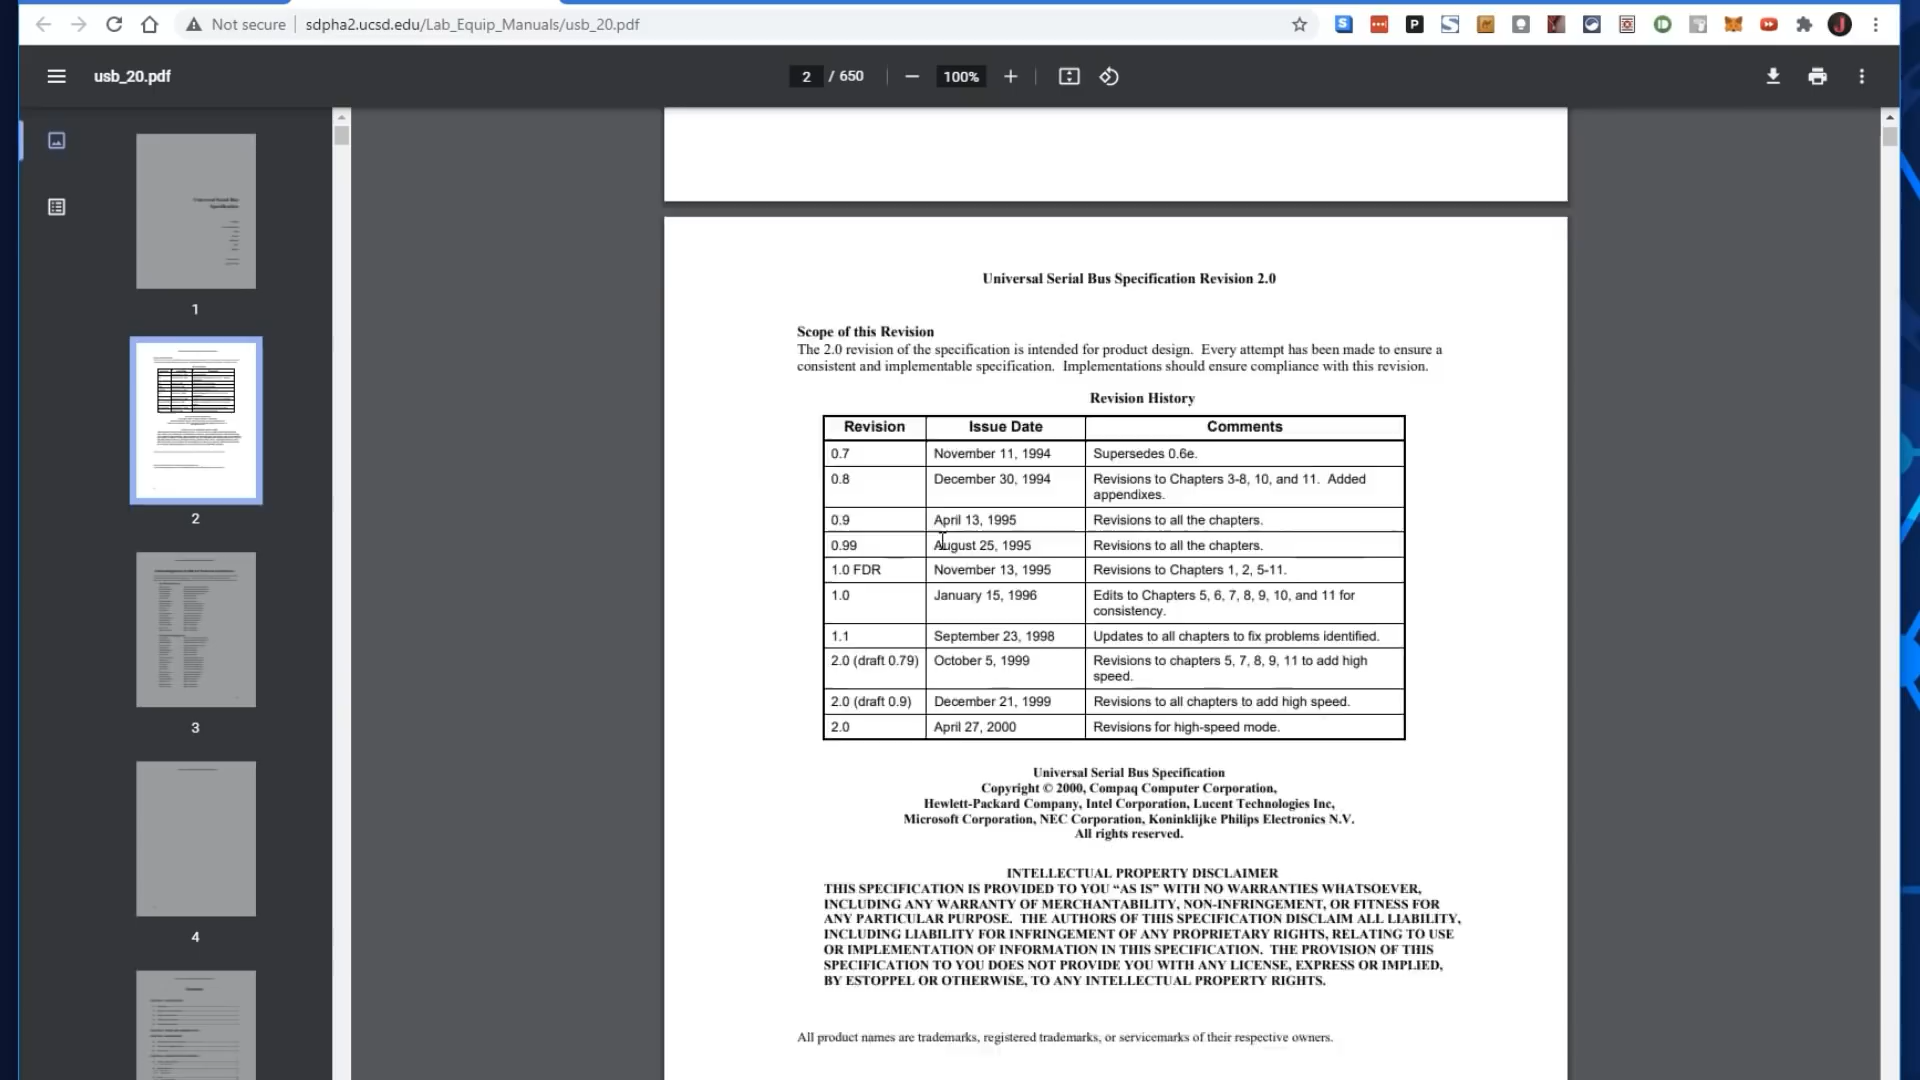 Not secure
sdpha2.ucsd.edu/Lab_Equip_Manuals/usb_20.pdf
usb_20.pdf
2 / 650
100%
1
2
3
4
Universal Serial Bus Specification Revision 2.0
Scope of this Revision
The 2.0 revision of the specification is intended for product design. Every attempt has been made to ensure a
consistent and implementable specification. Implementations should ensure compliance with this revision.
Revision History
Revision Issue Date Comments
0.7 November 11, 1994 Supersedes 0.6e.
0.8 December 30, 1994 Revisions to Chapters 3-8, 10, and 11. Added
appendixes.
0.9 April 13, 1995 Revisions to all the chapters.
0.99 August 25, 1995 Revisions to all the chapters.
1.0 FDR November 13, 1995 Revisions to Chapters 1, 2, 5-11.
1.0 January 15, 1996 Edits to Chapters 5, 6, 7, 8, 9, 10, and 11 for
consistency.
1.1 September 23, 1998 Updates to all chapters to fix problems identified.
2.0 (draft 0.79) October 5, 1999 Revisions to chapters 5, 7, 8, 9, 11 to add high
speed.
2.0 (draft 0.9) December 21, 1999 Revisions to all chapters to add high speed.
2.0 April 27, 2000 Revisions for high-speed mode.
Universal Serial Bus Specification
Copyright © 2000, Compaq Computer Corporation,
Hewlett-Packard Company, Intel Corporation, Lucent Technologies Inc,
Microsoft Corporation, NEC Corporation, Koninklijke Philips Electronics N.V.
All rights reserved.
INTELLECTUAL PROPERTY DISCLAIMER
THIS SPECIFICATION IS PROVIDED TO YOU “AS IS” WITH NO WARRANTIES WHATSOEVER,
INCLUDING ANY WARRANTY OF MERCHANTABILITY, NON-INFRINGEMENT, OR FITNESS FOR
ANY PARTICULAR PURPOSE. THE AUTHORS OF THIS SPECIFICATION DISCLAIM ALL LIABILITY,
INCLUDING LIABILITY FOR INFRINGEMENT OF ANY PROPRIETARY RIGHTS, RELATING TO USE
OR IMPLEMENTATION OF INFORMATION IN THIS SPECIFICATION. THE PROVISION OF THIS
SPECIFICATION TO YOU DOES NOT PROVIDE YOU WITH ANY LICENSE, EXPRESS OR IMPLIED,
BY ESTOPPEL OR OTHERWISE, TO ANY INTELLECTUAL PROPERTY RIGHTS.
All product names are trademarks, registered trademarks, or servicemarks of their respective owners.